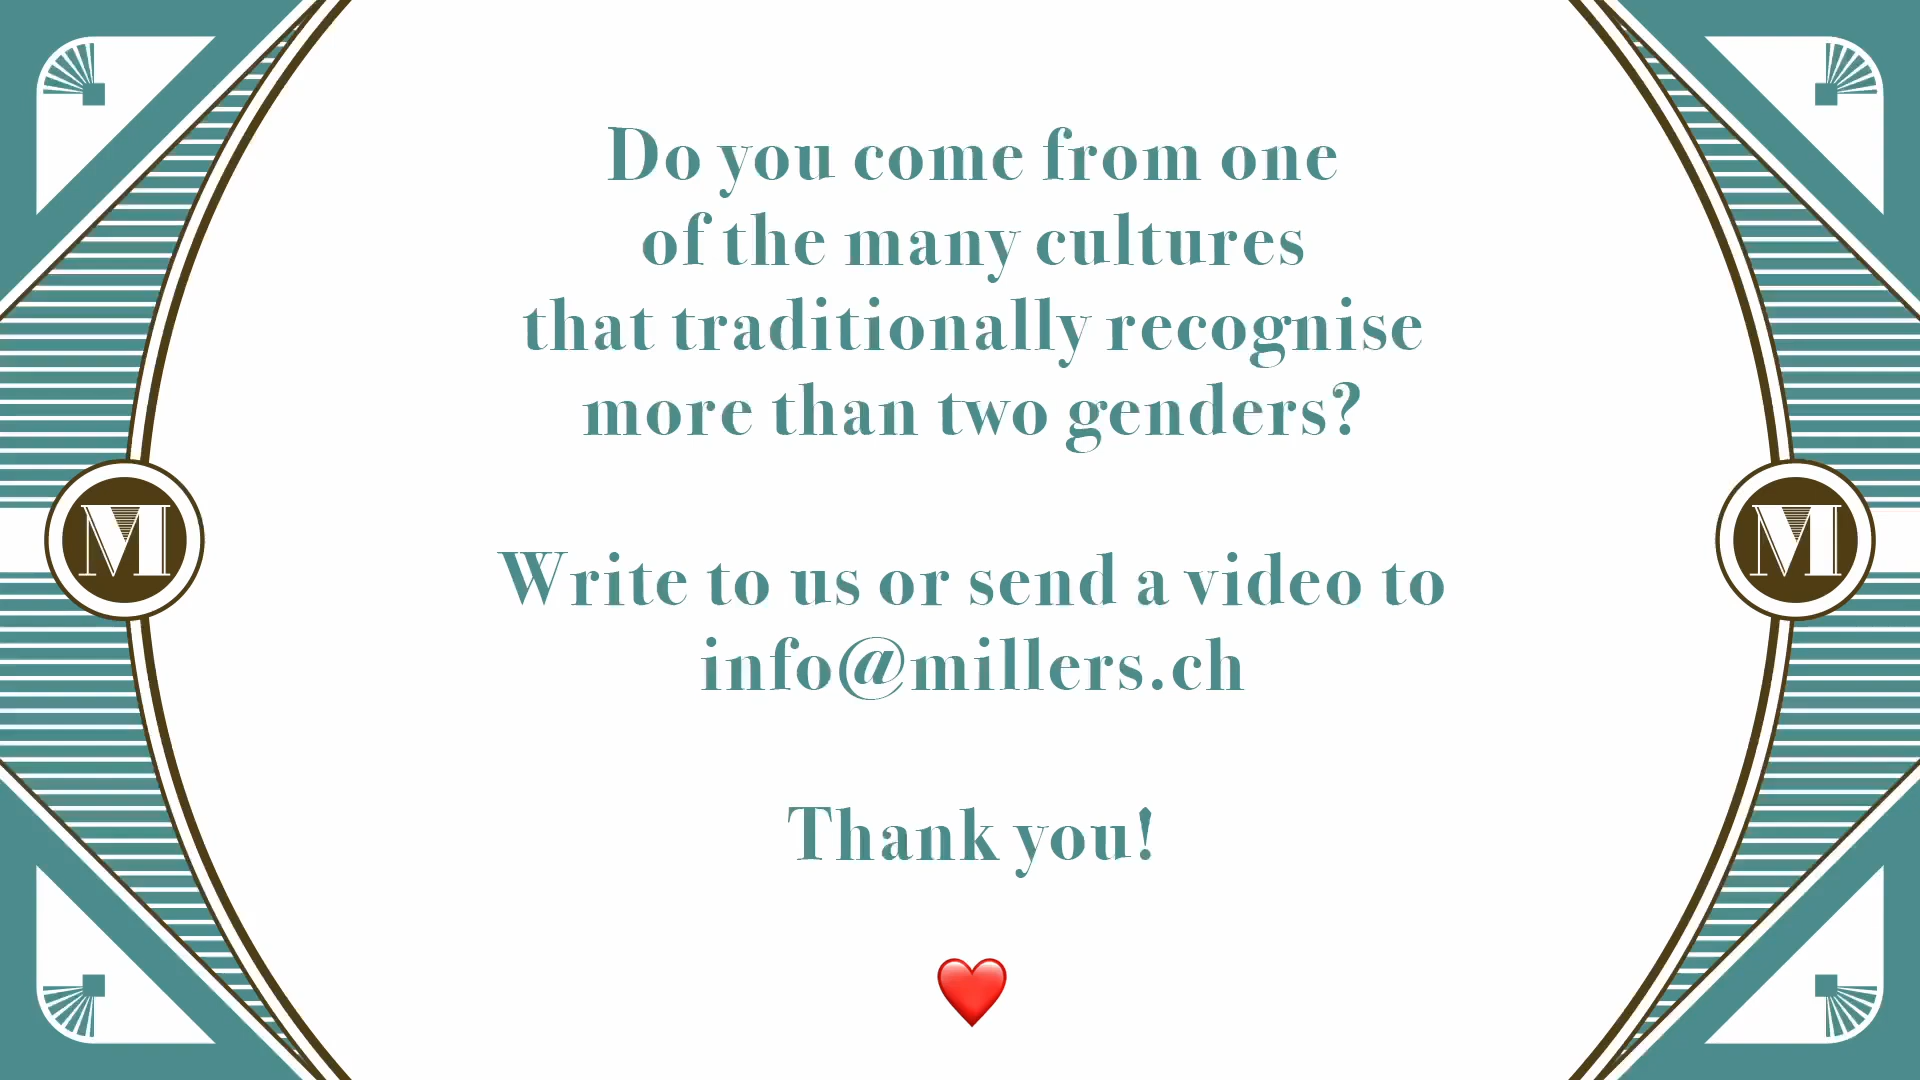 Do you come from one
of the many cultures
that traditionally recognise
more than two genders?
Write to us or send a video to
info@millers.ch
Thank you!
M
M